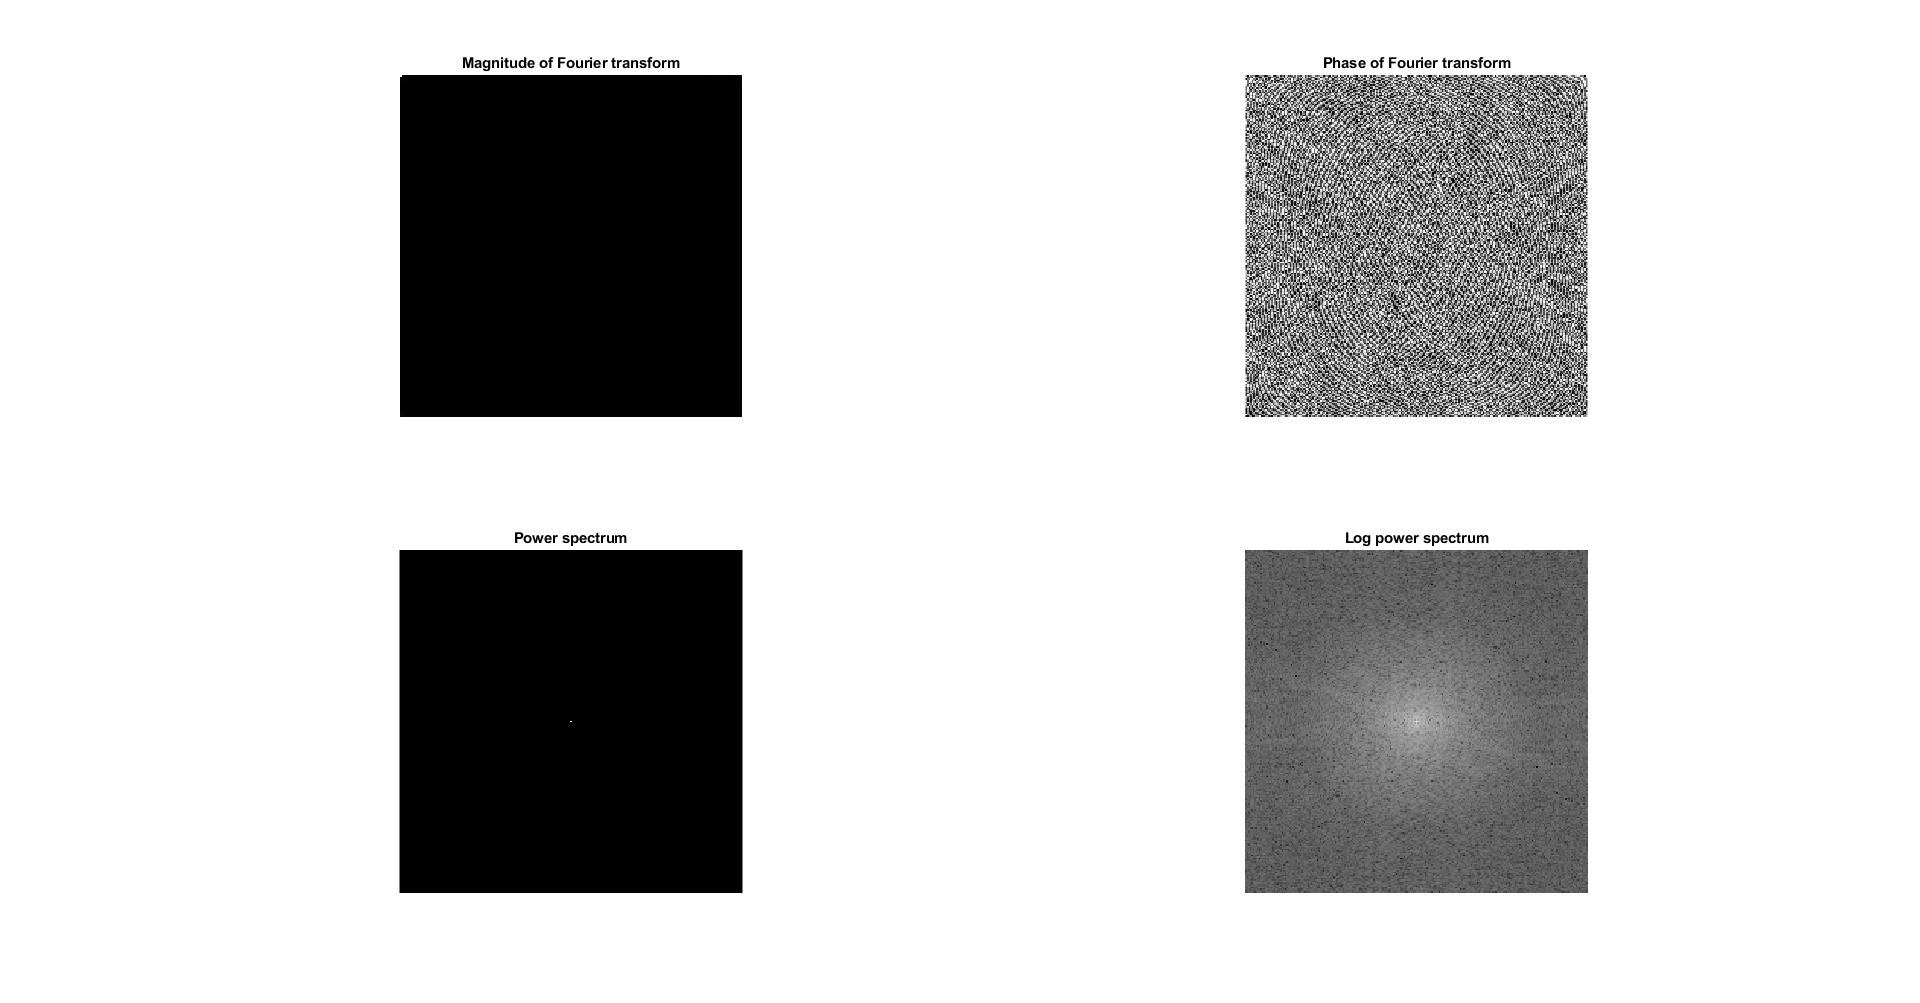 Magnitude of Fourier transform
Phase of Fourier transform
Power spectrum
Log power spectrum